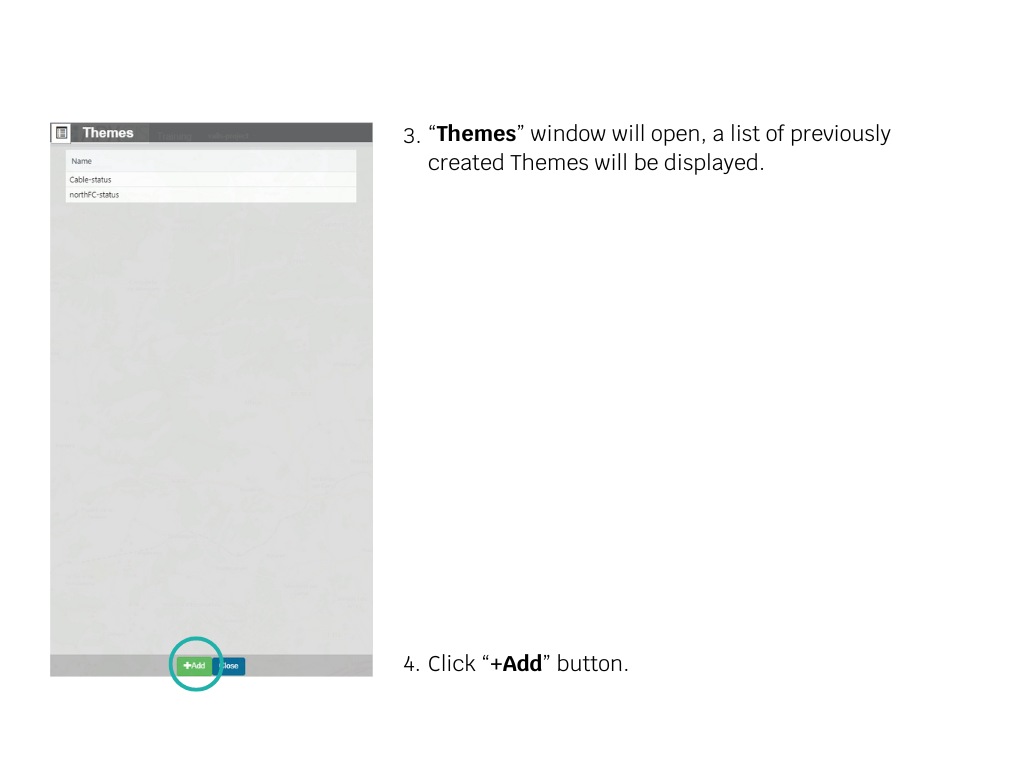 Themes
Name
Cable-status
northFC-status
+Add
Close
3. “Themes” window will open, a list of previously
created Themes will be displayed.
4. Click “+Add” button.